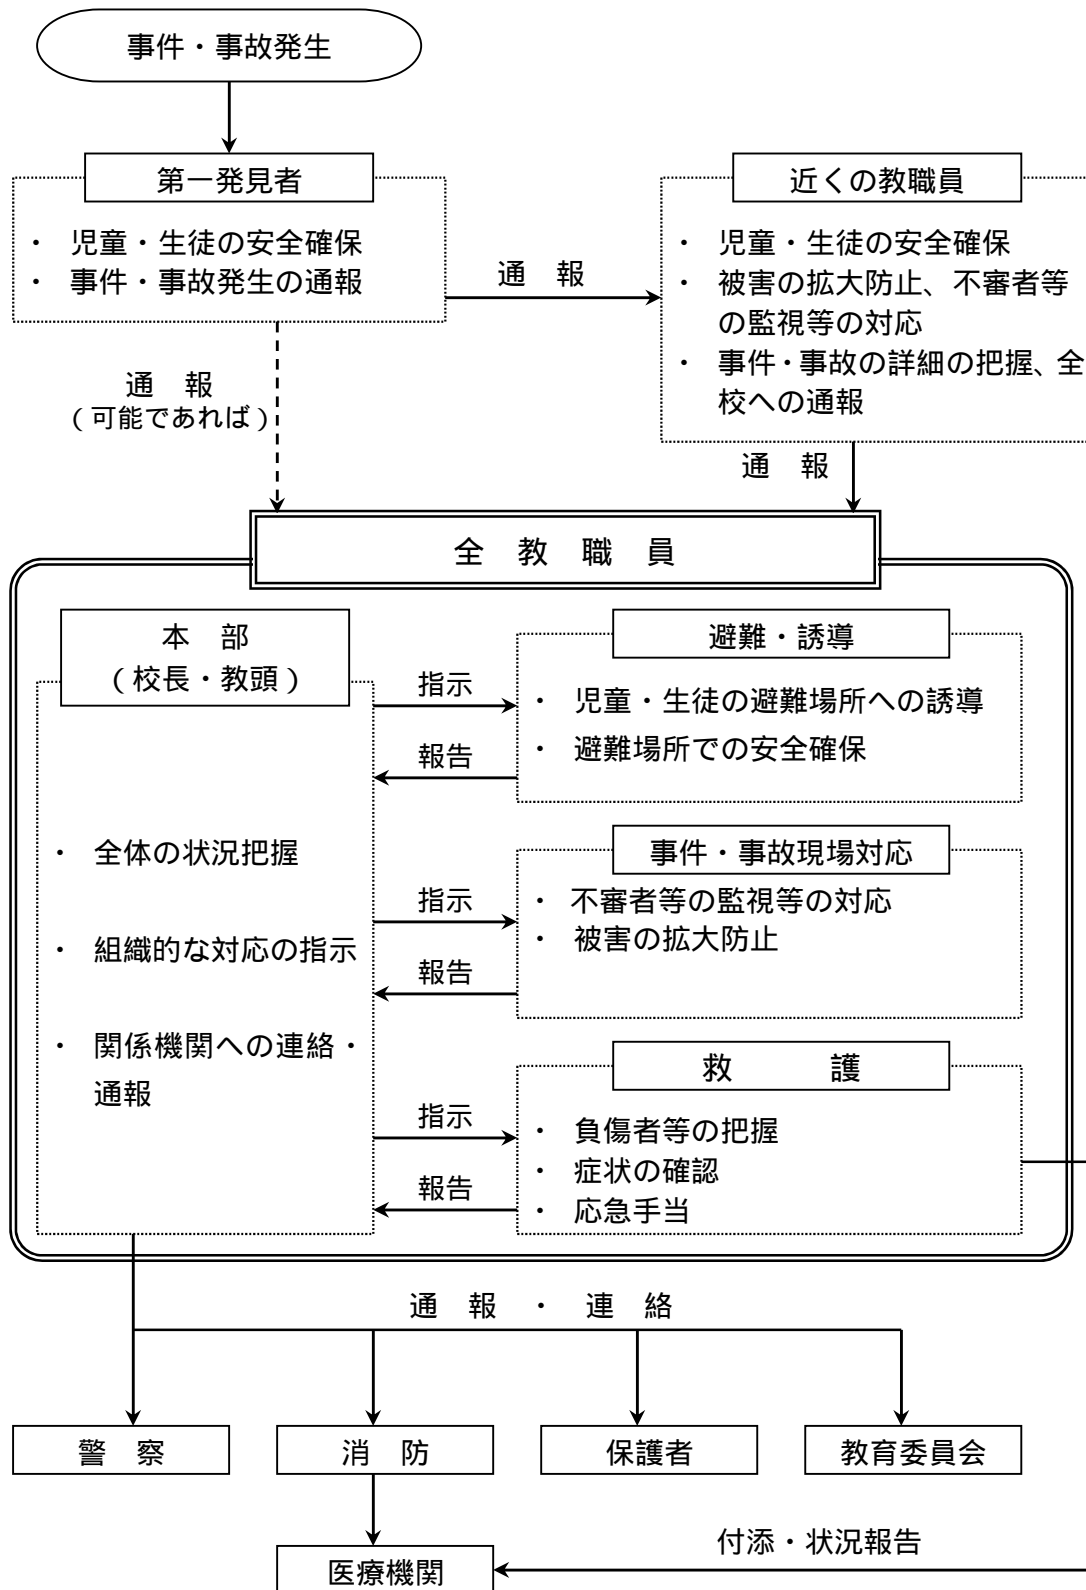 事件・事故発生
第一発見者
・ 児童・生徒の安全確保
・ 事件・事故発生の通報
通 報
近くの教職員
・ 児童・生徒の安全確保
・ 被害の拡大防止、不審者等
の監視等の対応
・ 事件・事故の詳細の把握、全
校への通報
通 報
(可能であれば)
通 報
全 教 職 員
本 部
(校長・教頭)
・ 全体の状況把握
・ 組織的な対応の指示
・ 関係機関への連絡・
通報
指示
報告
避難・誘導
・ 児童・生徒の避難場所への誘導
・ 避難場所での安全確保
指示
報告
事件・事故現場対応
・ 不審者等の監視等の対応
・ 被害の拡大防止
指示
報告
救 護
・ 負傷者等の把握
・ 症状の確認
・ 応急手当
通 報 ・ 連 絡
警 察
消 防
保護者
教育委員会
付添・状況報告
医療機関